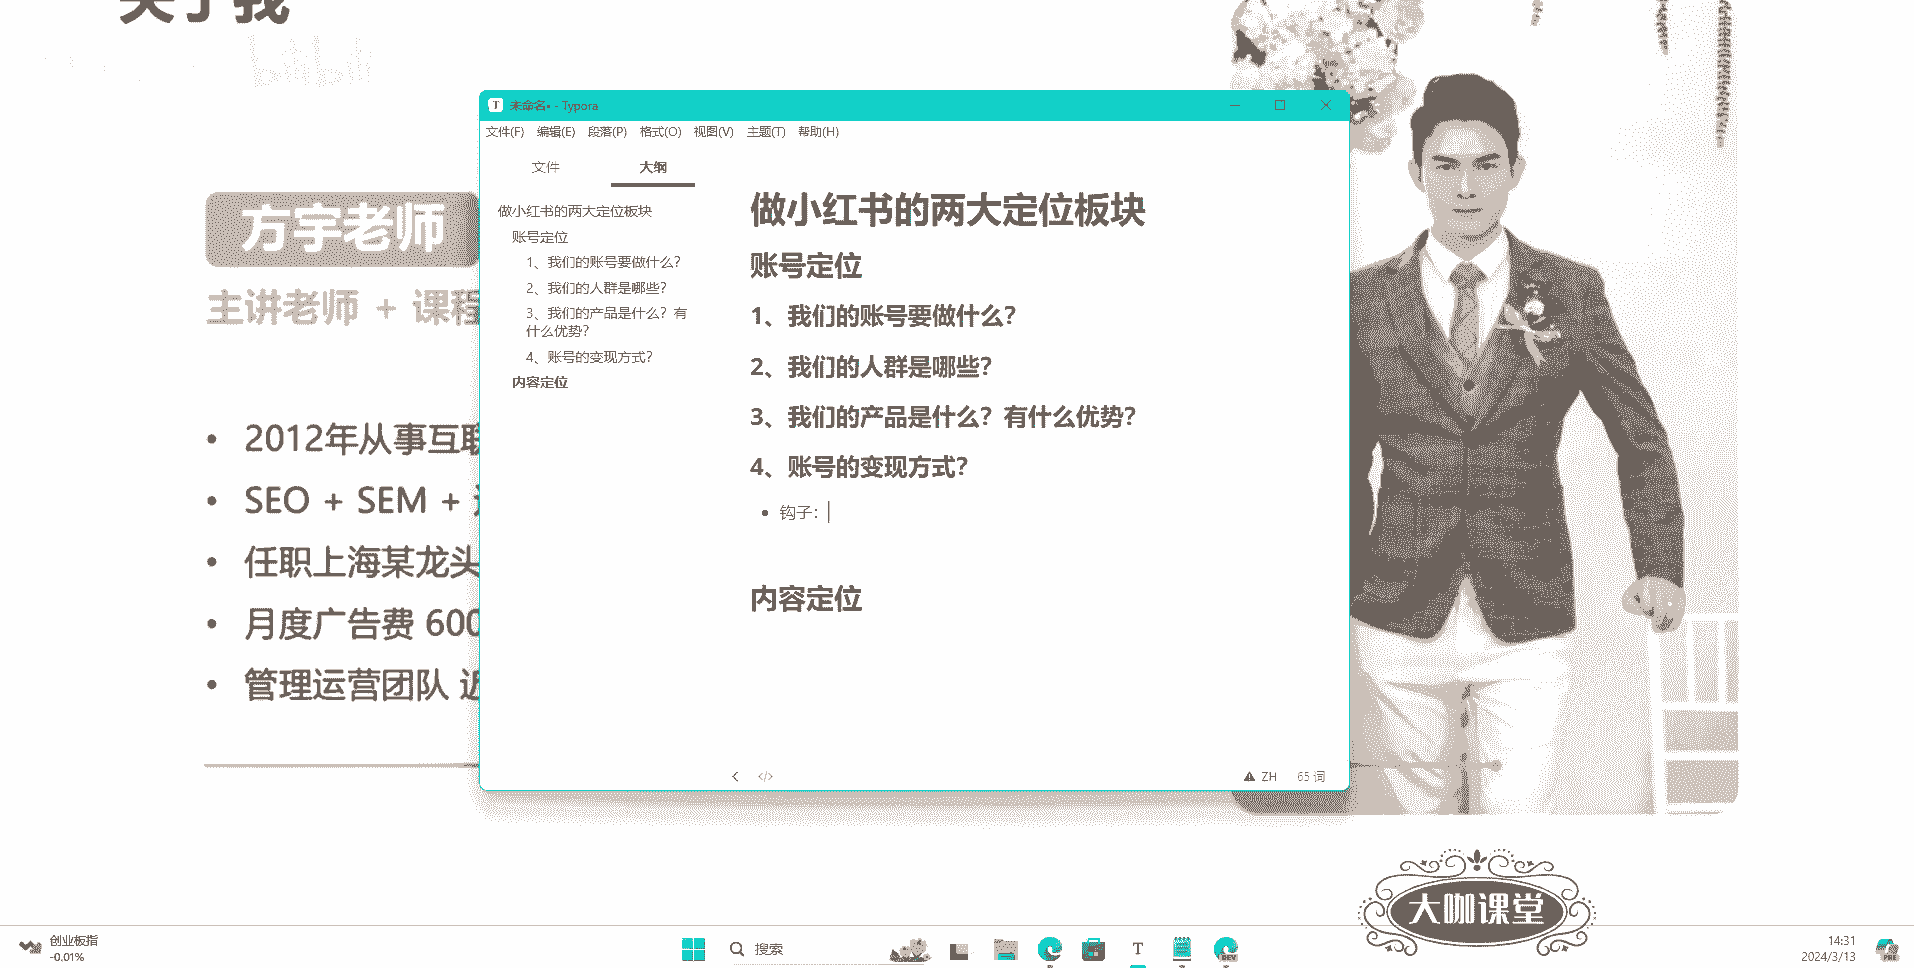 关于我
bilibili
方宇老师
主讲老师 + 课程
• 2012年从事互联
• SEO + SEM +
• 任职上海某龙头
• 月度广告费 600
• 管理运营团队 近
T 未命名• - Typora
文件(F) 编辑(E) 段落(P) 格式(O) 视图(V) 主题(T) 帮助(H)
文件 大纲
做小红书的两大定位板块
账号定位
1、我们的账号要做什么？
2、我们的人群是哪些？
3、我们的产品是什么？有
什么优势？
4、账号的变现方式？
内容定位
做小红书的两大定位板块
账号定位
1、我们的账号要做什么？
2、我们的人群是哪些？
3、我们的产品是什么？有什么优势？
4、账号的变现方式？
• 钩子：
内容定位
</> ZH 65 词
大咖课堂
创业板指
-0.01%
搜索
T
DEV
14:31
2024/3/13
PRE